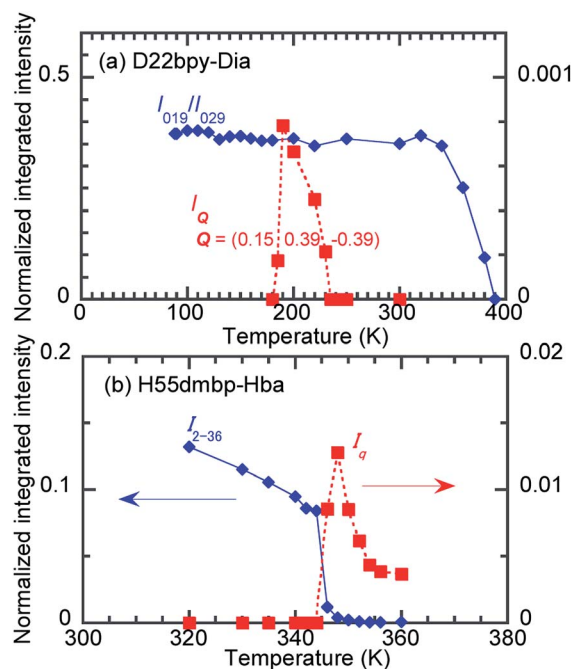 (a) D22bpy-Dia
Normalized integrated intensity
0.5
0
0.001
0
I019/I029
IQ
Q = (0.15 0.39 -0.39)
0 100 200 300 400
Temperature (K)
(b) H55dmbp-Hba
Normalized integrated intensity
0.2
0.1
0
0.02
0.01
0
I2-36
Iq
300 320 340 360 380
Temperature (K)